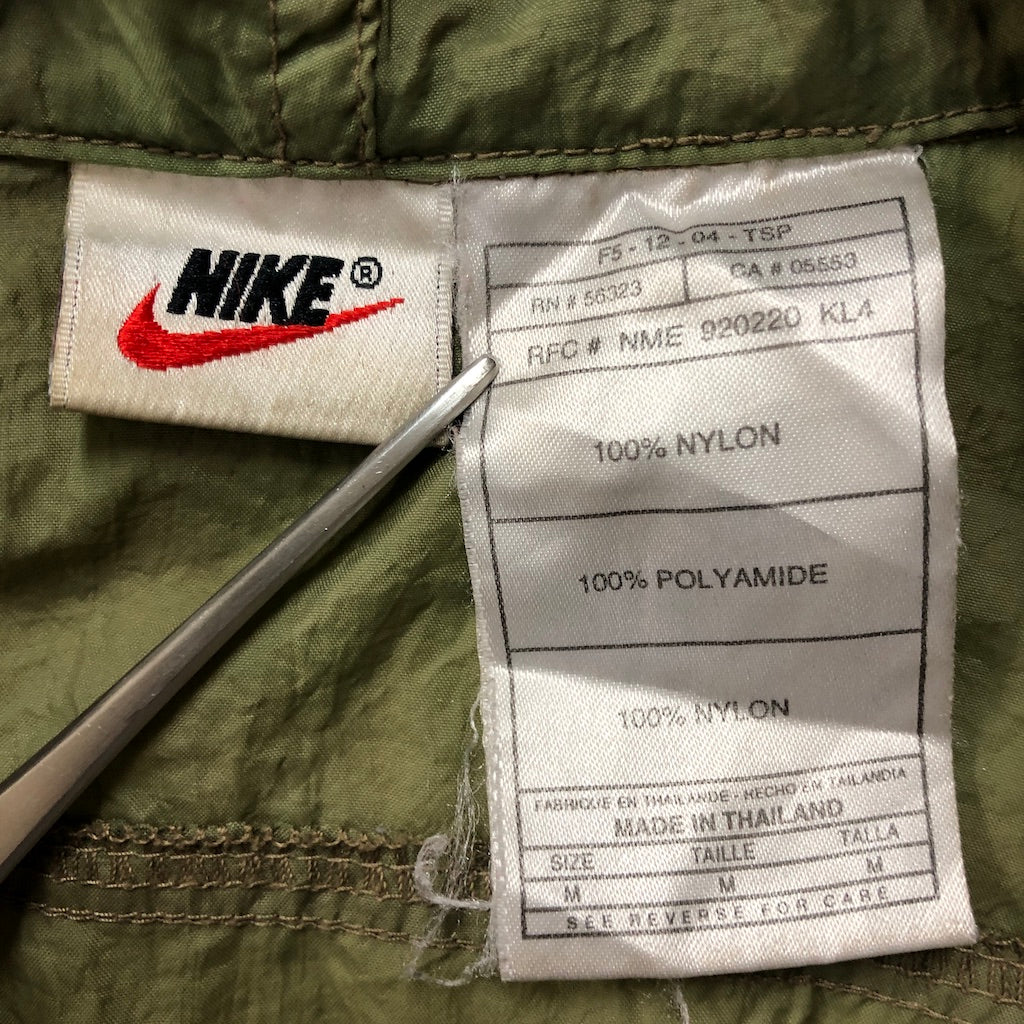 NIKE®
F5 - 12 - 04 - TSP
RN # 56323 CA # 05553
RFC # NME 920220 KL4
100% NYLON
100% POLYAMIDE
100% NYLON
FABRIQUE EN THAILANDE - HECHO EN TAILANDIA
MADE IN THAILAND
SIZE TAILLE TALLA
M M M
SEE REVERSE FOR CARE